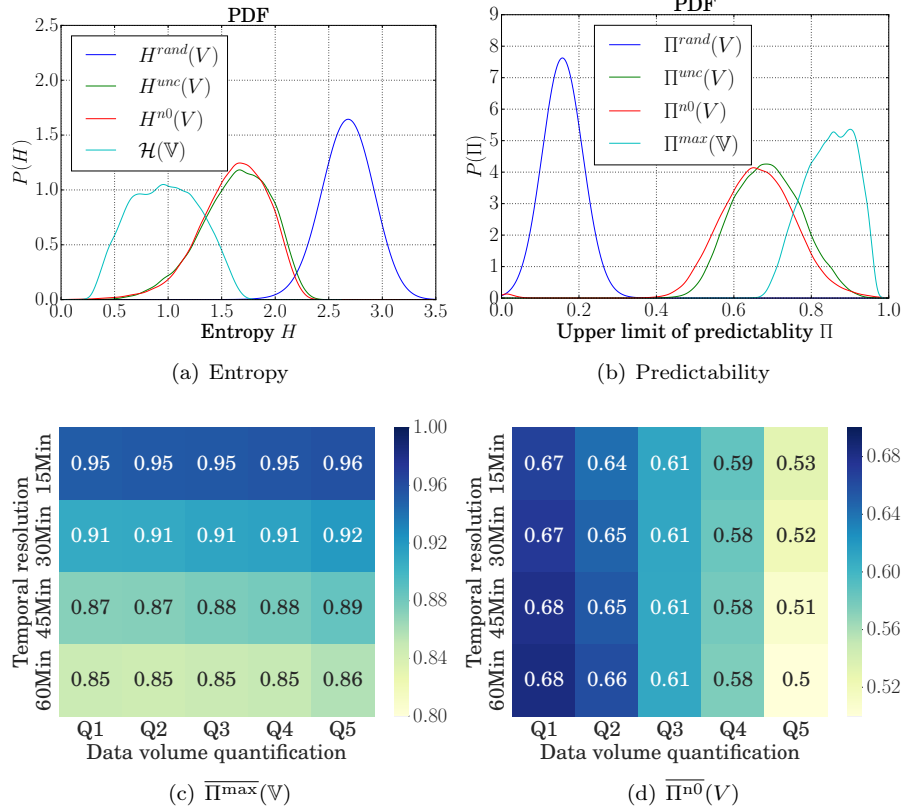 PDF
2.5
2.0
1.5
1.0
0.5
0.0
P(H)
H^{rand}(V)
H^{unc}(V)
H^{n0}(V)
ℋ(𝕍)
0.0 0.5 1.0 1.5 2.0 2.5 3.0 3.5
Entropy H
(a) Entropy
PDF
9
8
7
6
5
4
3
2
1
0
P(Π)
Π^{rand}(V)
Π^{unc}(V)
Π^{n0}(V)
Π^{max}(𝕍)
0.0 0.2 0.4 0.6 0.8 1.0
Upper limit of predictablity Π
(b) Predictability
Temporal resolution
15Min 0.95 0.95 0.95 0.95 0.96
30Min 0.91 0.91 0.91 0.91 0.92
45Min 0.87 0.87 0.88 0.88 0.89
60Min 0.85 0.85 0.85 0.85 0.86
Q1 Q2 Q3 Q4 Q5
Data volume quantification
1.00
0.96
0.92
0.88
0.84
0.80
(c) \overline{Π^{max}}(𝕍)
Temporal resolution
15Min 0.67 0.64 0.61 0.59 0.53
30Min 0.67 0.65 0.61 0.58 0.52
45Min 0.68 0.65 0.61 0.58 0.51
60Min 0.68 0.66 0.61 0.58 0.5
Q1 Q2 Q3 Q4 Q5
Data volume quantification
0.68
0.64
0.60
0.56
0.52
(d) \overline{Π^{n0}}(V)